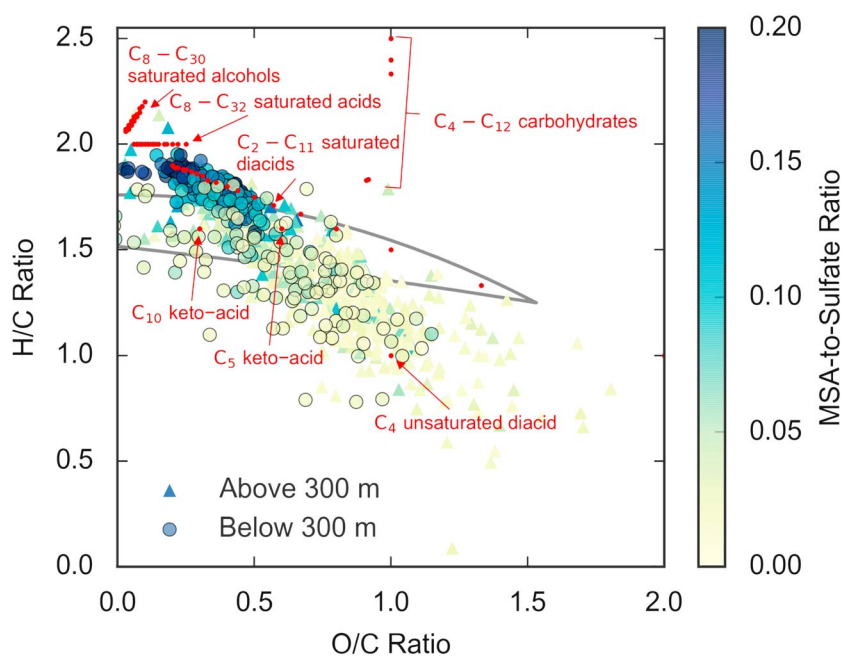 C8 − C30
saturated alcohols
C8 − C32 saturated acids
C2 − C11 saturated
diacids
C4 − C12 carbohydrates
C10 keto−acid
C5 keto−acid
C4 unsaturated diacid
Above 300 m
Below 300 m
2.5
2.0
1.5
1.0
0.5
0.0
H/C Ratio
0.0 0.5 1.0 1.5 2.0
O/C Ratio
0.20
0.15
0.10
0.05
0.00
MSA-to-Sulfate Ratio